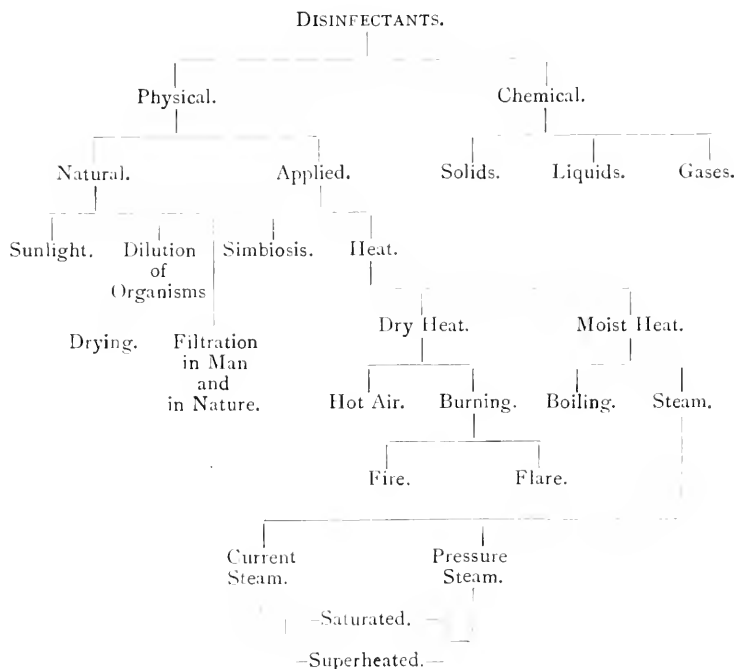 DISINFECTANTS.
Physical. Chemical.
Natural. Applied. Solids. Liquids. Gases.
Sunlight. Dilution Simbiosis. Heat.
of
Organisms
Dry Heat. Moist Heat.
Drying. Filtration
in Man
and
in Nature.
Hot Air. Burning. Boiling. Steam.
Fire. Flare.
Current Pressure
Steam. Steam.
–Saturated. –
–Superheated.—